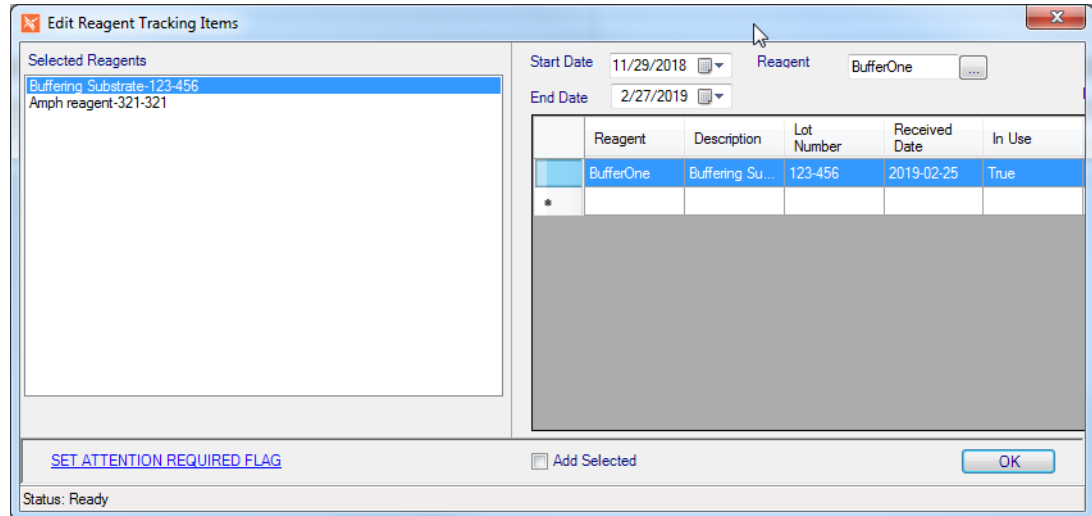 Edit Reagent Tracking Items
Selected Reagents
Buffering Substrate-123-456
Amph reagent-321-321
Start Date 11/29/2018 Reagent BufferOne ...
End Date 2/27/2019
Reagent Description Lot Number Received Date In Use
BufferOne Buffering Su... 123-456 2019-02-25 True
*
SET ATTENTION REQUIRED FLAG
Add Selected
OK
Status: Ready